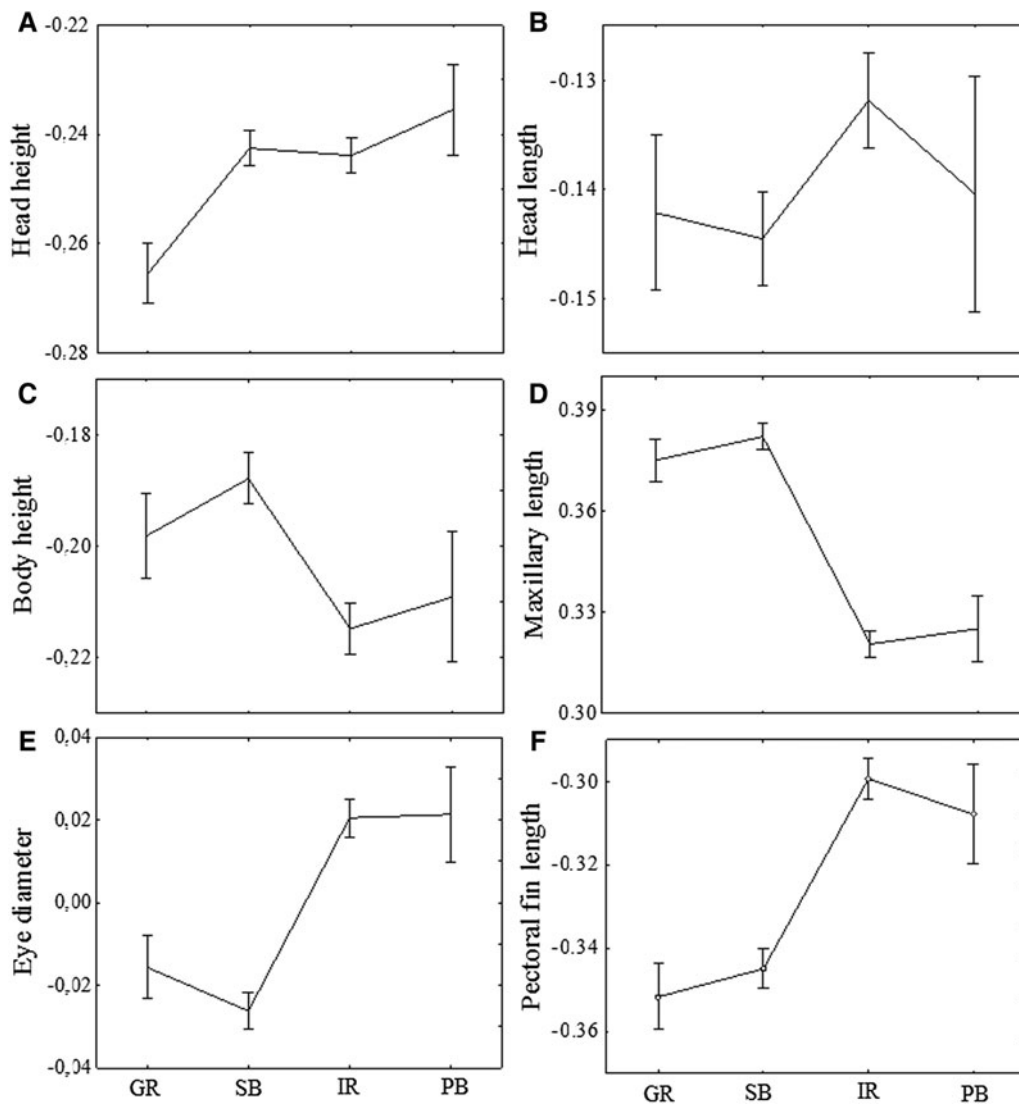 A
-0.22
-0.24
-0.26
-0.28
Head height
B
-0.13
-0.14
-0.15
Head length
C
-0.18
-0.20
-0.22
Body height
D
0.39
0.36
0.33
0.30
Maxillary length
E
0.04
0.02
0.00
-0.02
-0.04
Eye diameter
GR SB IR PB
F
-0.30
-0.32
-0.34
-0.36
Pectoral fin length
GR SB IR PB